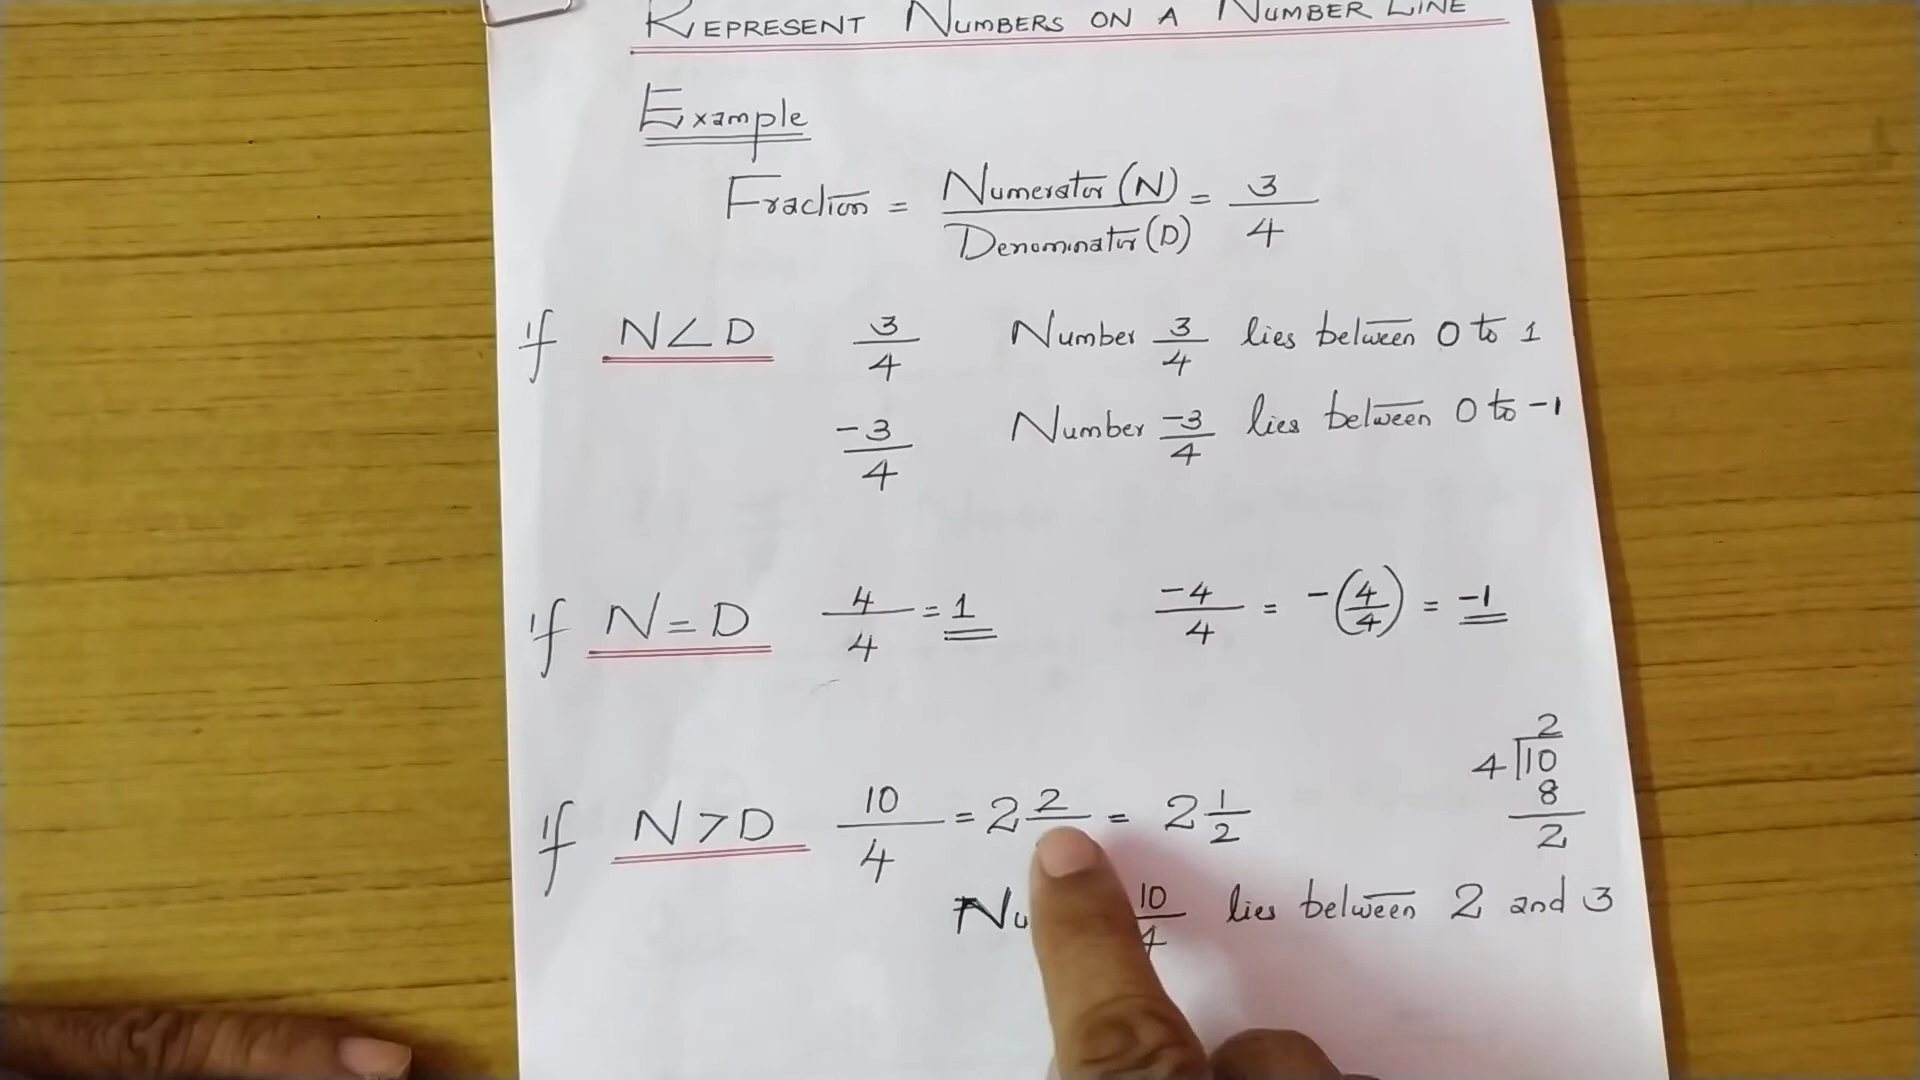 REPRESENT NUMBERS ON A NUMBER LINE
Example
Fraction = Numerator (N) / Denominator (D) = 3/4
if N < D 3/4 Number 3/4 lies between 0 to 1
-3/4 Number -3/4 lies between 0 to -1
if N = D 4/4 = 1 -4/4 = -(4/4) = -1
2
4 10
8
2
if N > D 10/4 = 2 2/ = 2 1/2
10/4 lies between 2 and 3